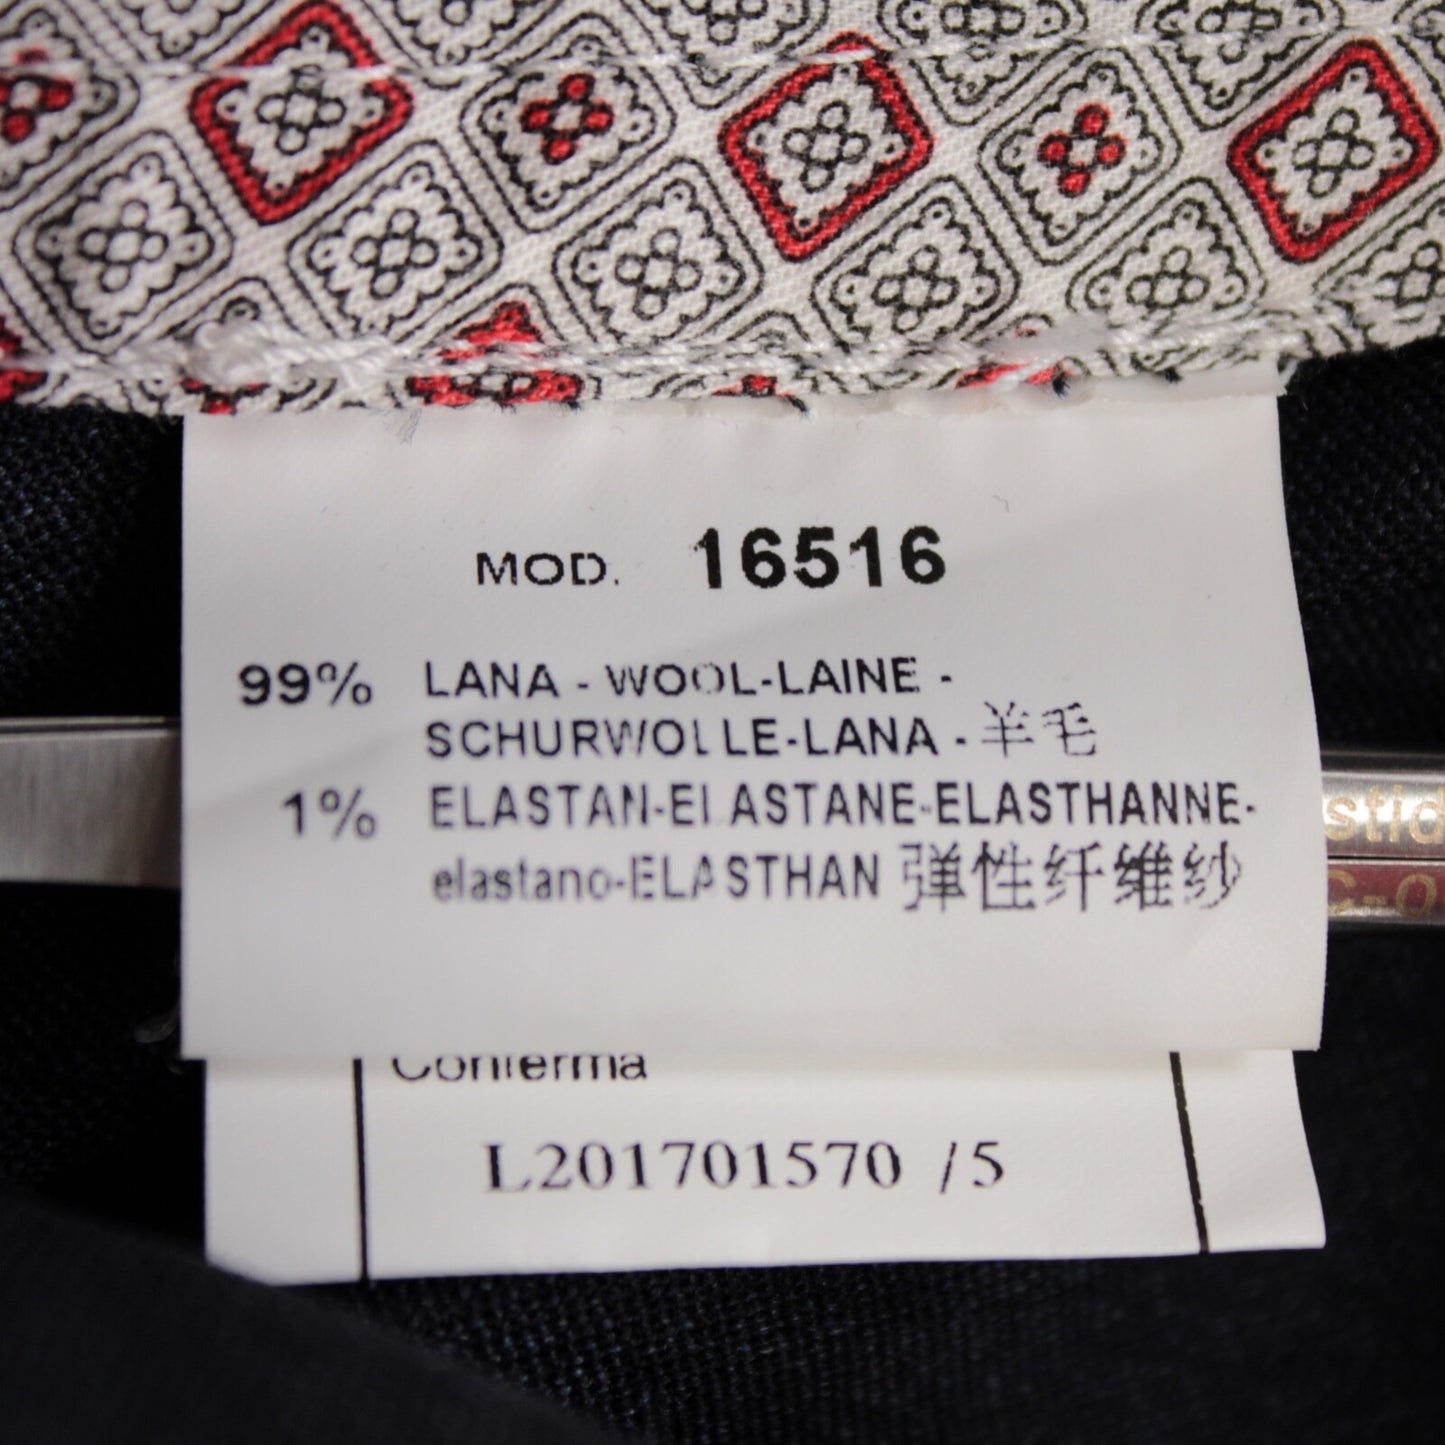 MOD. 16516
99% LANA - WOOL-LAINE -
SCHURWOLLE-LANA - 羊毛
1% ELASTAN-ELASTANE-ELASTHANNE-
elastano-ELASTHAN 弹性纤维纱
Conferma
L201701570 /5